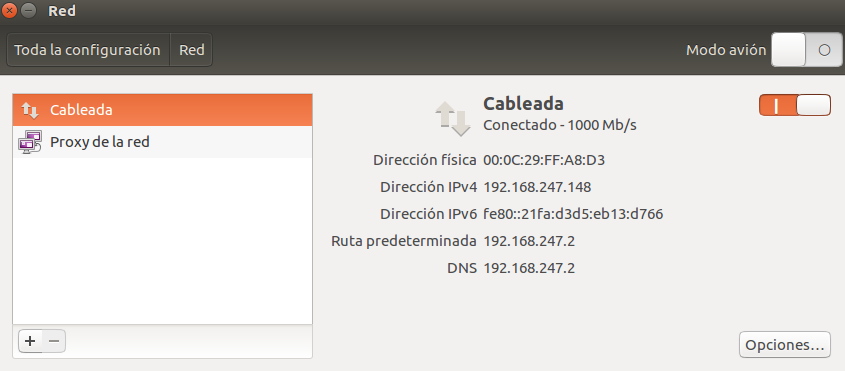 Red
Toda la configuración Red Modo avión
Cableada
Proxy de la red
Cableada
Conectado - 1000 Mb/s
Dirección física 00:0C:29:FF:A8:D3
Dirección IPv4 192.168.247.148
Dirección IPv6 fe80::21fa:d3d5:eb13:d766
Ruta predeterminada 192.168.247.2
DNS 192.168.247.2
Opciones...